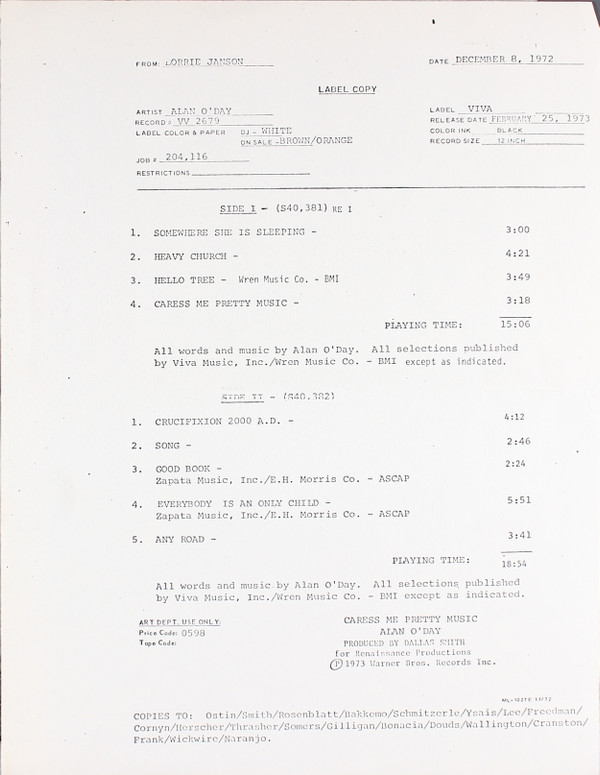 FROM: LORRIE JANSON
DATE DECEMBER 8, 1972
LABEL COPY
ARTIST ALAN O'DAY
LABEL VIVA
RECORD # VV 2679
RELEASE DATE FEBRUARY 25, 1973
LABEL COLOR & PAPER DJ - WHITE
COLOR INK BLACK
ON SALE - BROWN/ORANGE
RECORD SIZE 12 INCH
JOB # 204,116
RESTRICTIONS
SIDE I - (S40,381) RE I
1. SOMEWHERE SHE IS SLEEPING - 3:00
2. HEAVY CHURCH - 4:21
3. HELLO TREE - Wren Music Co. - BMI 3:49
4. CARESS ME PRETTY MUSIC - 3:18
PLAYING TIME: 15:06
All words and music by Alan O'Day. All selections published
by Viva Music, Inc./Wren Music Co. - BMI except as indicated.
SIDE II - (S40,382)
1. CRUCIFIXION 2000 A.D. - 4:12
2. SONG - 2:46
3. GOOD BOOK - 2:24
Zapata Music, Inc./E.H. Morris Co. - ASCAP
4. EVERYBODY IS AN ONLY CHILD - 5:51
Zapata Music, Inc./E.H. Morris Co. - ASCAP
5. ANY ROAD - 3:41
PLAYING TIME: 18:54
All words and music by Alan O'Day. All selections published
by Viva Music, Inc./Wren Music Co. - BMI except as indicated.
ART DEPT. USE ONLY:
Price Code: 0598
Tape Code:
CARESS ME PRETTY MUSIC
ALAN O'DAY
PRODUCED BY DALLAS SMITH
for Renaissance Productions
Ⓟ 1973 Warner Bros. Records Inc.
COPIES TO: Ostin/Smith/Rosenblatt/Bakkemo/Schmitzerle/Ysais/Lee/Freedman/
Cornyn/Herscher/Thrasher/Somers/Gilligan/Bonacia/Douds/Wallington/Cranston/
Frank/Wickwire/Naranjo.